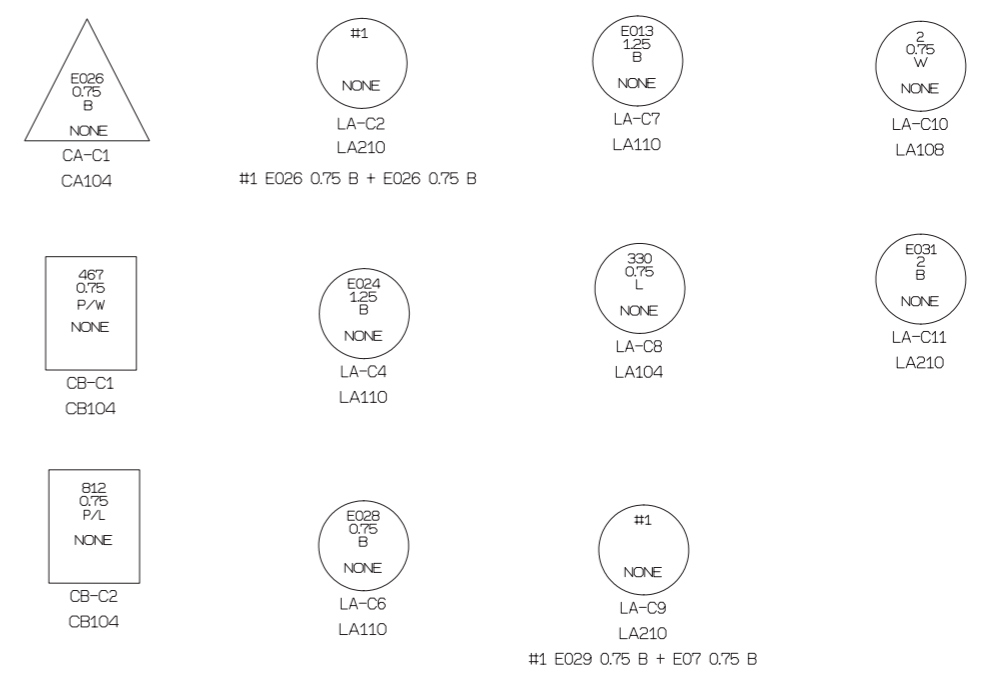 E026
0.75
B
NONE
CA-C1
CA104
#1
NONE
LA-C2
LA210
#1 E026 0.75 B + E026 0.75 B
E013
1.25
B
NONE
LA-C7
LA110
2
0.75
W
NONE
LA-C10
LA108
467
0.75
P/W
NONE
CB-C1
CB104
E024
1.25
B
NONE
LA-C4
LA110
330
0.75
L
NONE
LA-C8
LA104
E031
2
B
NONE
LA-C11
LA210
812
0.75
P/L
NONE
CB-C2
CB104
E028
0.75
B
NONE
LA-C6
LA110
#1
NONE
LA-C9
LA210
#1 E029 0.75 B + E07 0.75 B